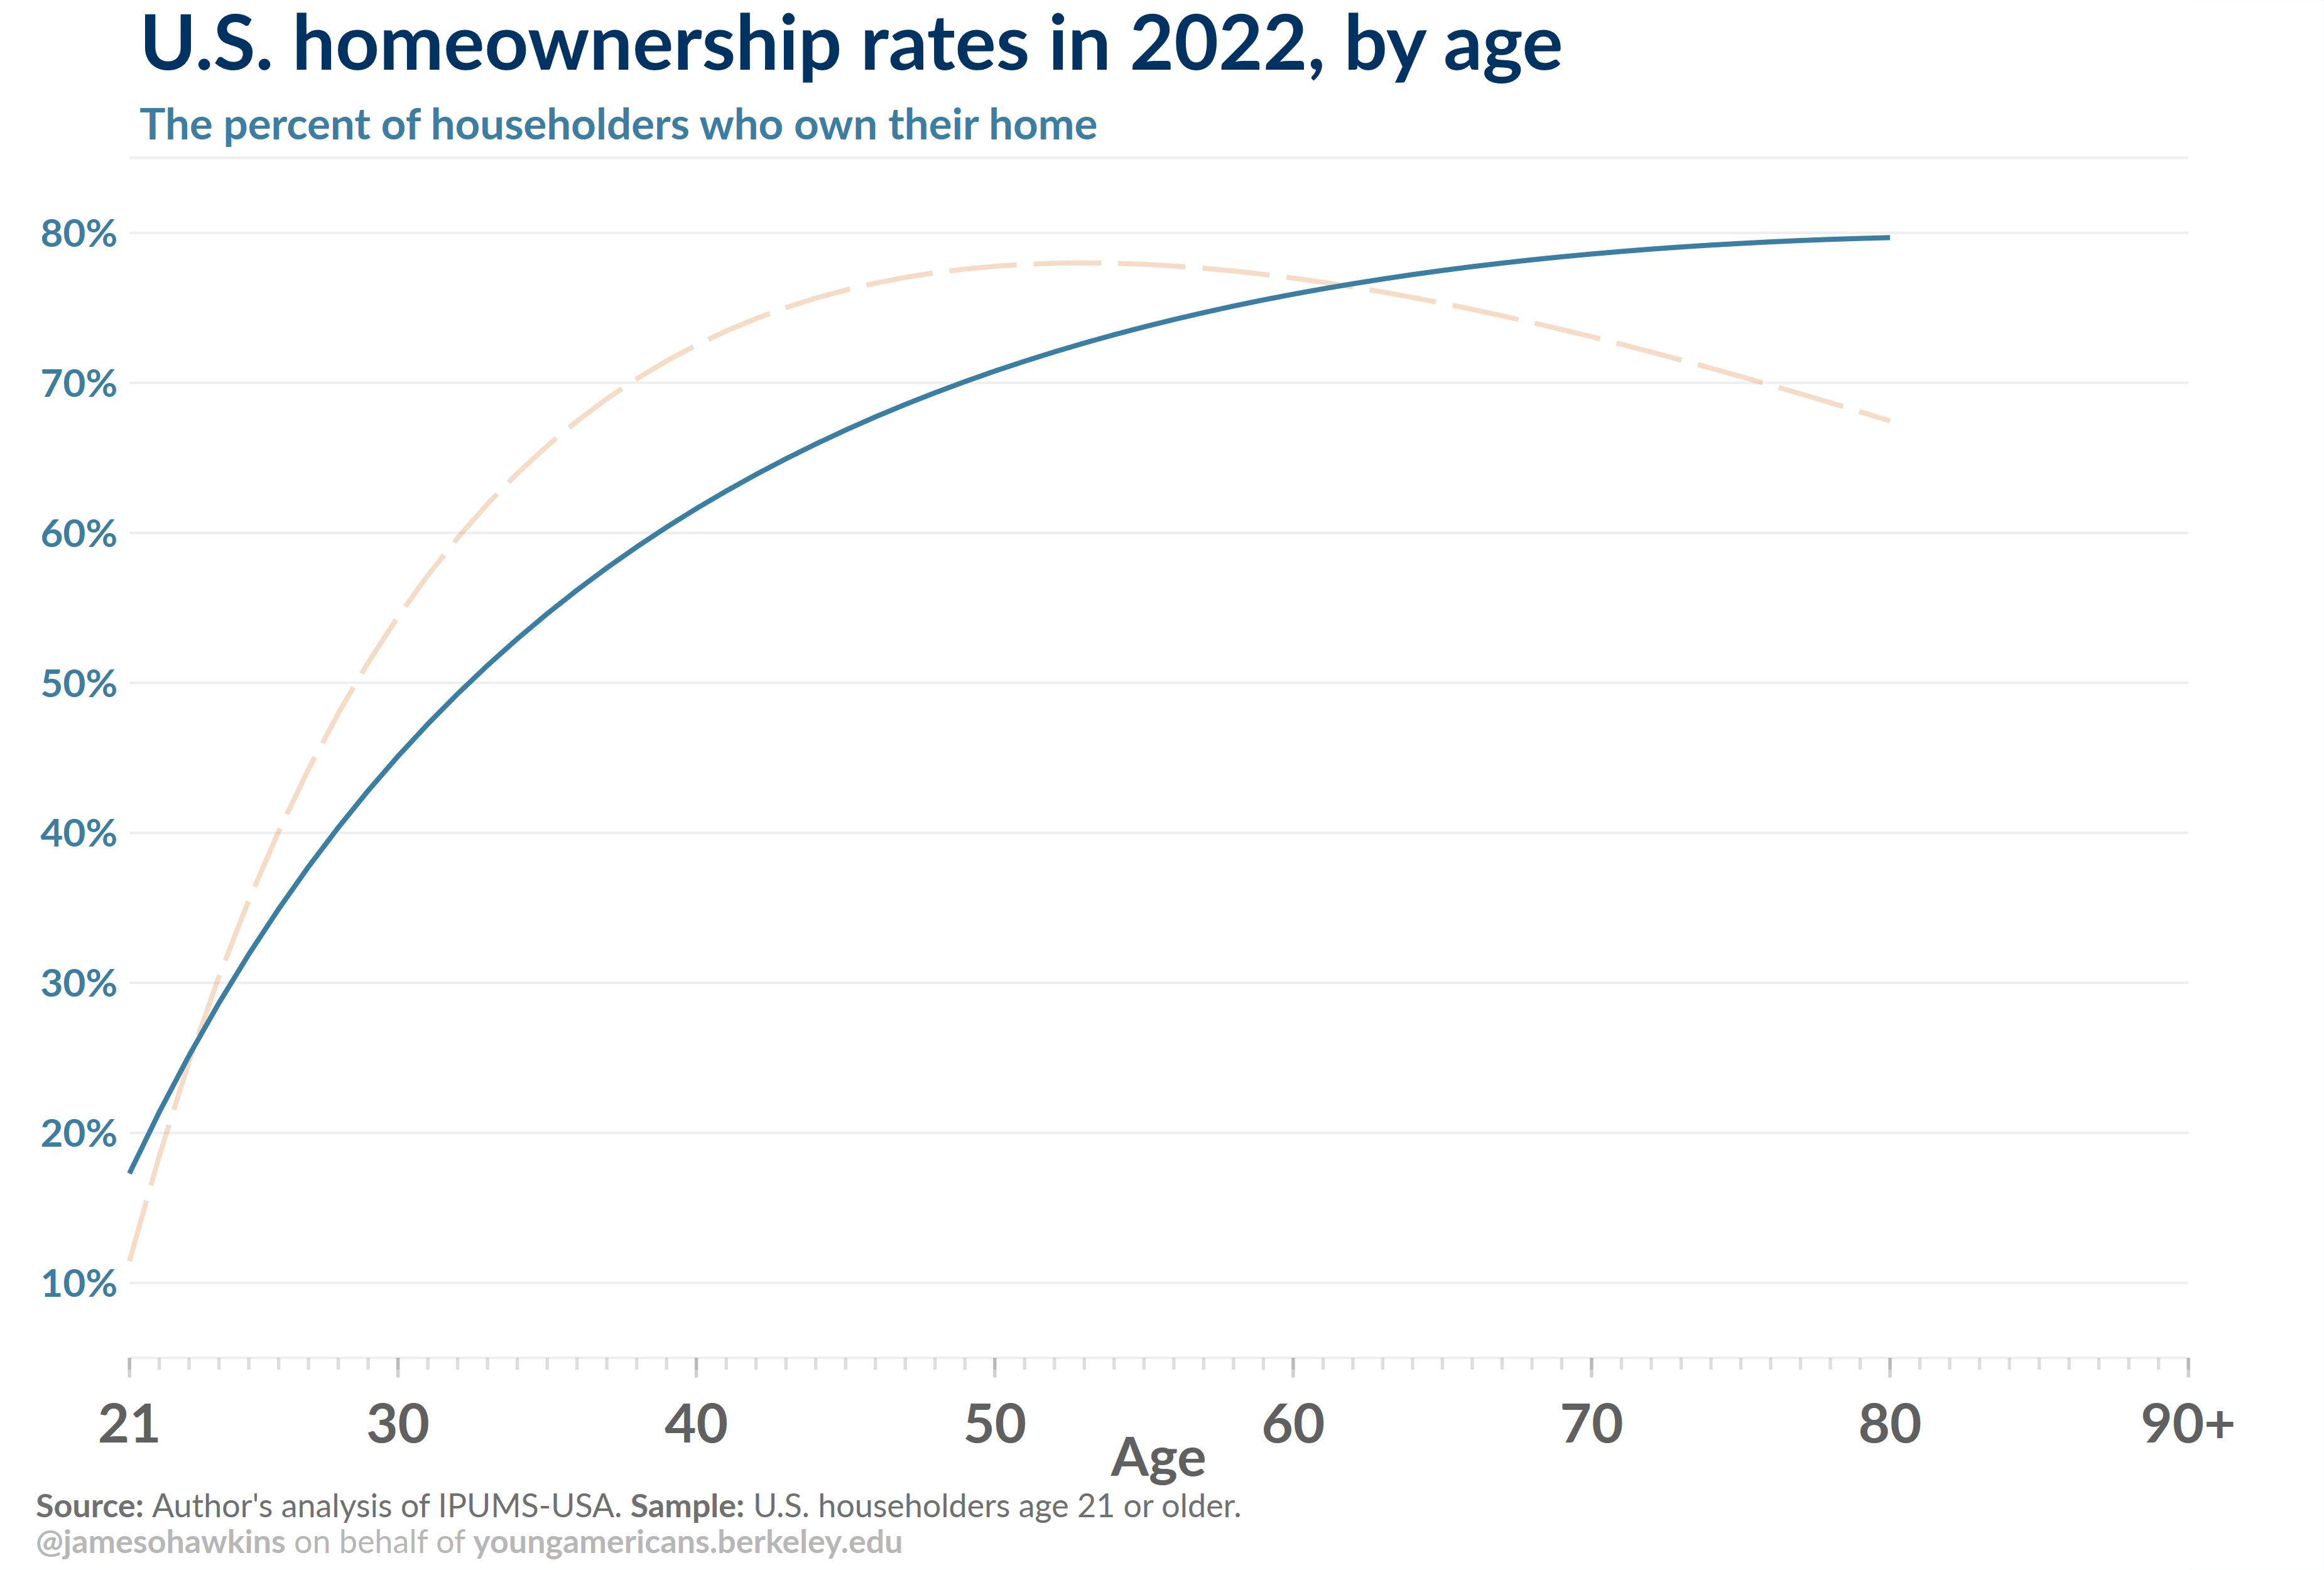 U.S. homeownership rates in 2022, by age
The percent of householders who own their home
80%
70%
60%
50%
40%
30%
20%
10%
21 30 40 50 60 70 80 90+
Age
Source: Author's analysis of IPUMS-USA. Sample: U.S. householders age 21 or older.
@jamesohawkins on behalf of youngamericans.berkeley.edu